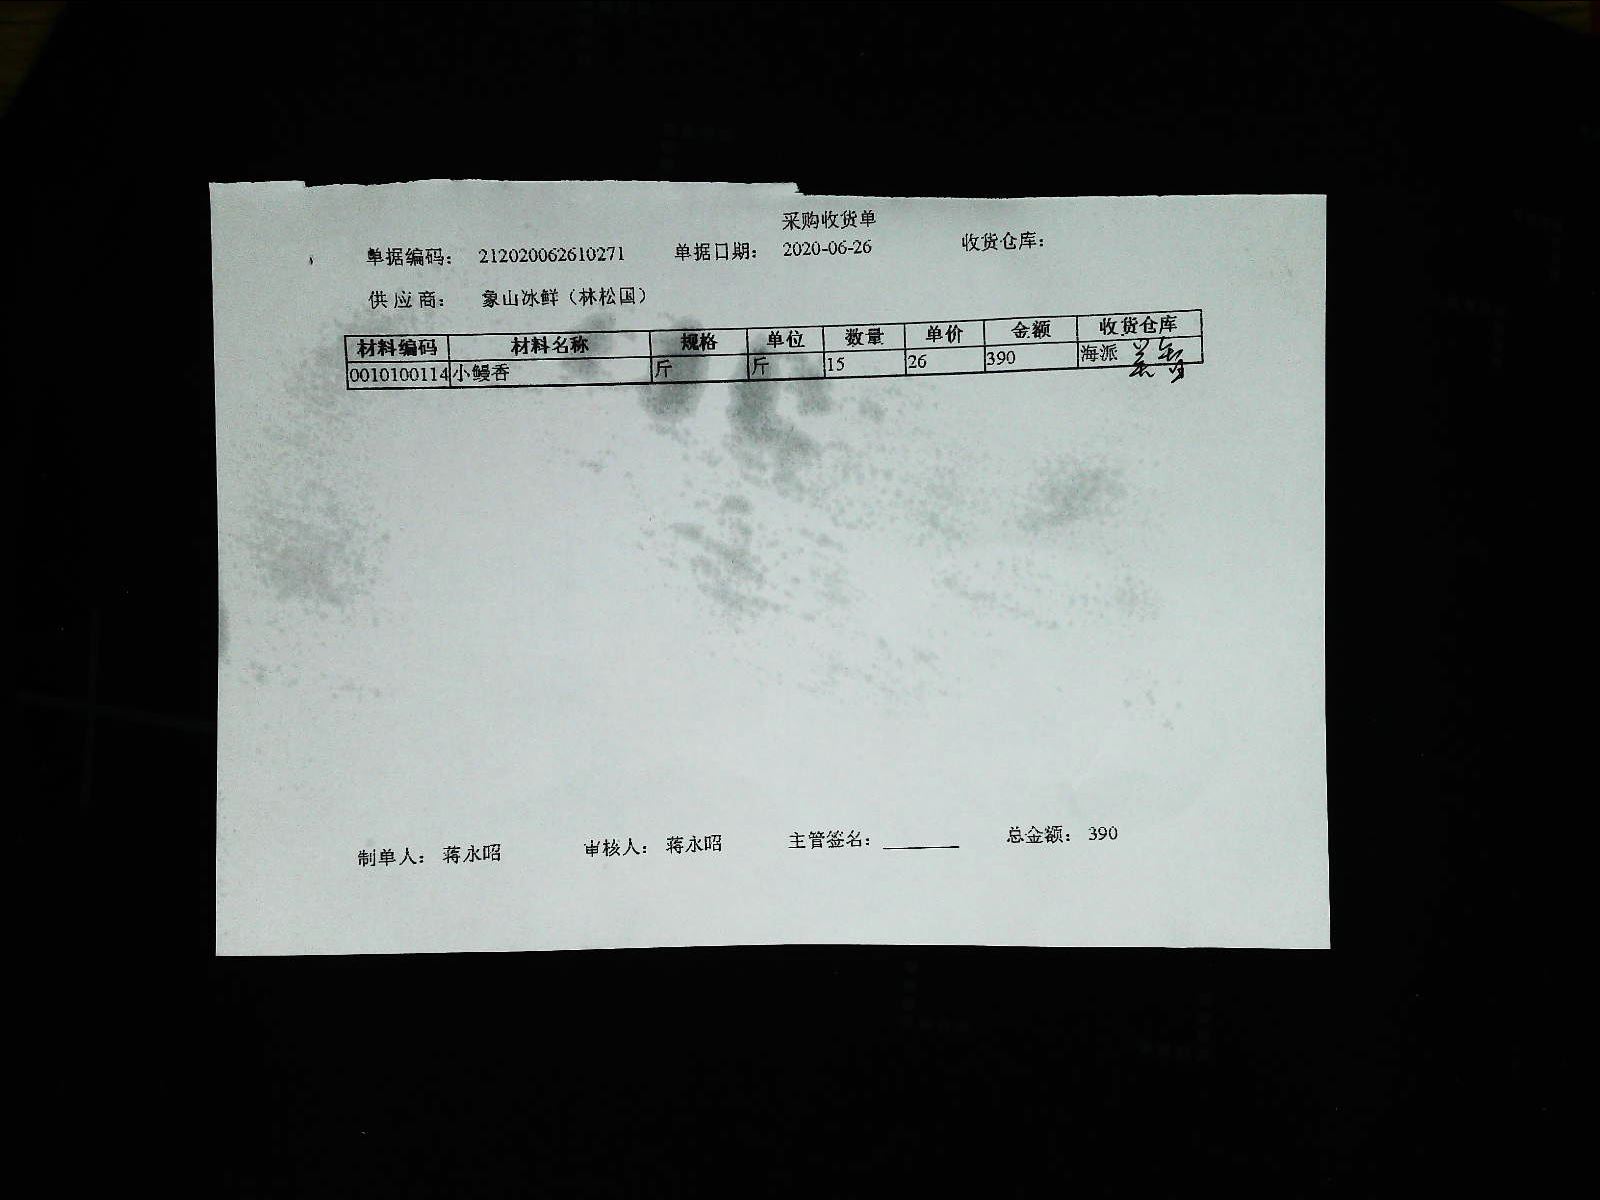 采购收货单
单据编码： 212020062610271 单据日期： 2020-06-26 收货仓库：
供应商： 象山冰鲜（林松国）
材料编码 材料名称 规格 单位 数量 单价 金额 收货仓库
0010100114 小鳗香 斤 斤 15 26 390 海派
制单人： 蒋永昭 审核人： 蒋永昭 主管签名： 总金额： 390